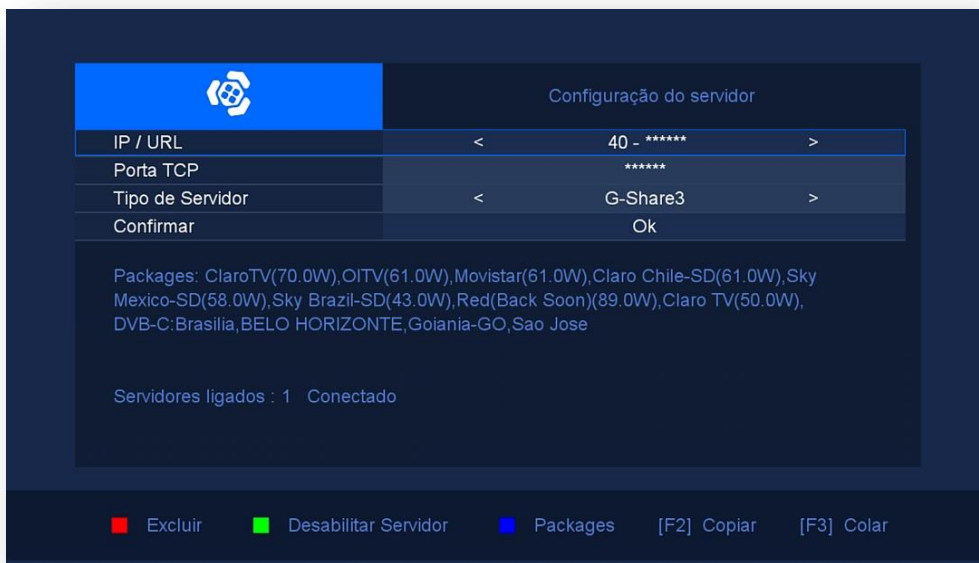 Configuração do servidor
IP / URL < 40 - ****** >
Porta TCP ******
Tipo de Servidor < G-Share3 >
Confirmar Ok
Packages: ClaroTV(70.0W),OITV(61.0W),Movistar(61.0W),Claro Chile-SD(61.0W),Sky
Mexico-SD(58.0W),Sky Brazil-SD(43.0W),Red(Back Soon)(89.0W),Claro TV(50.0W),
DVB-C:Brasilia,BELO HORIZONTE,Goiania-GO,Sao Jose
Servidores ligados : 1 Conectado
Excluir Desabilitar Servidor Packages [F2] Copiar [F3] Colar